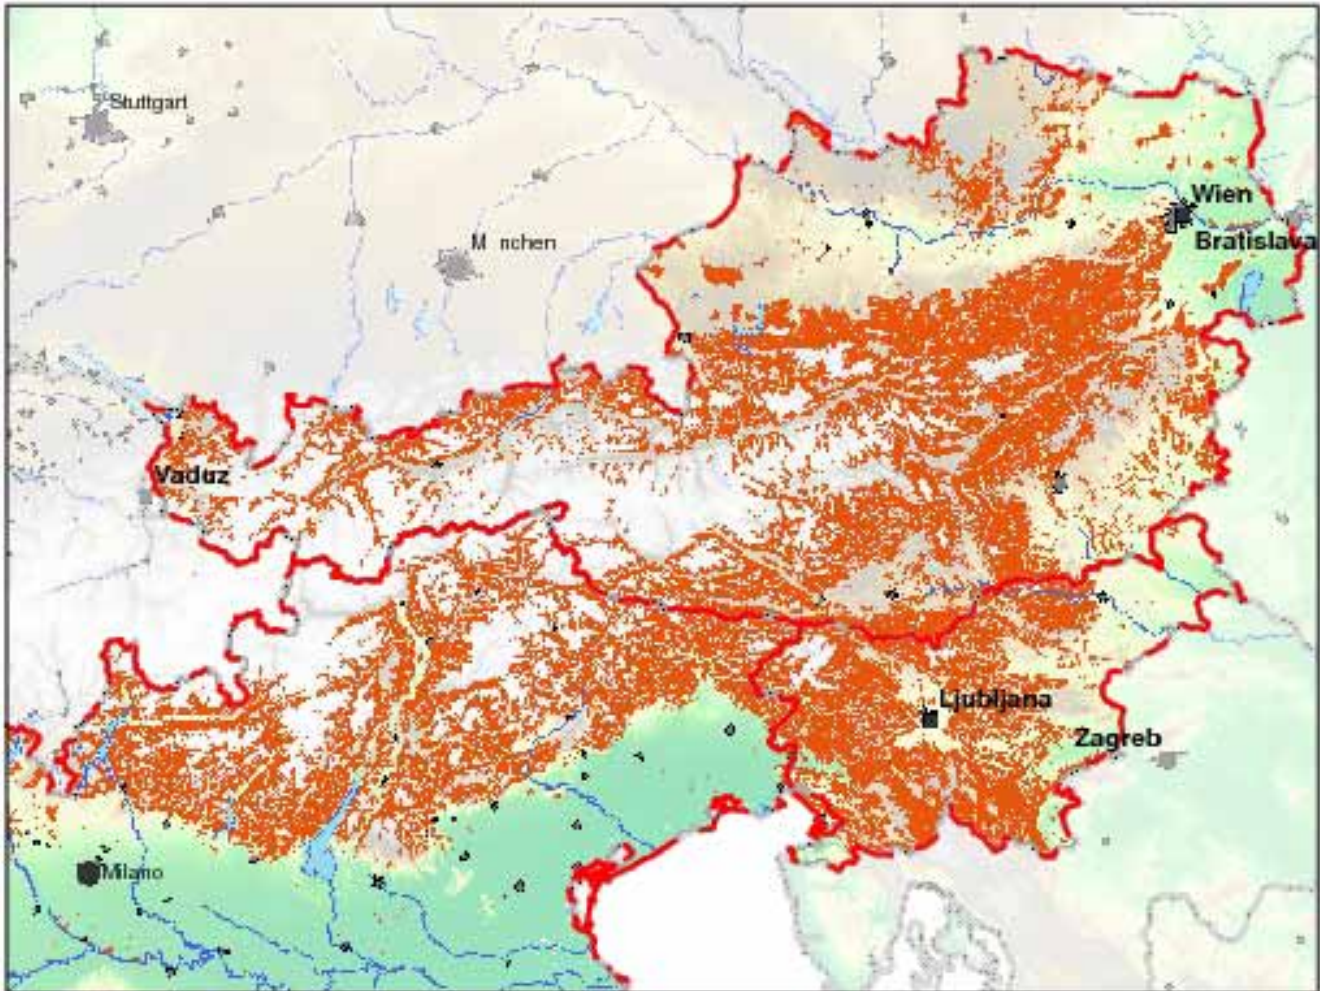 Stuttgart
M nchen
Wien
Bratislava
Vaduz
Ljubljana
Zagreb
Milano